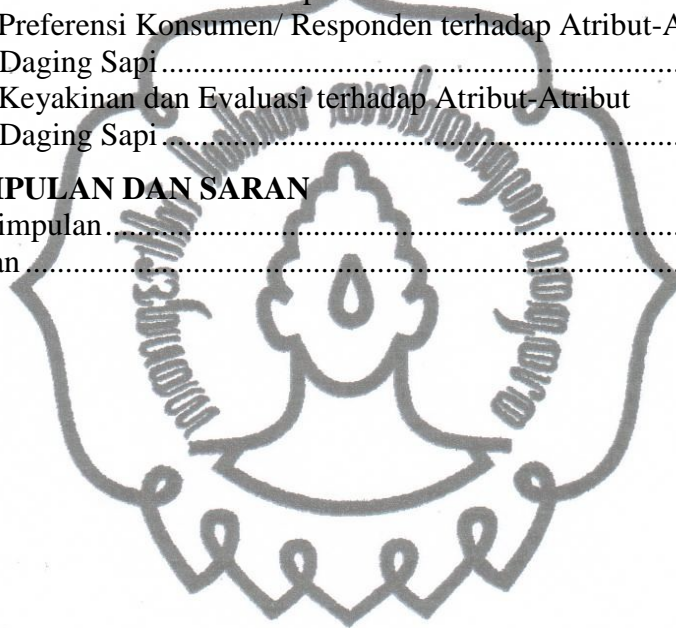 Preferensi Konsumen/ Responden terhadap Atribut-A
Daging Sapi......................................................................
Keyakinan dan Evaluasi terhadap Atribut-Atribut
Daging Sapi......................................................................
IPULAN DAN SARAN
impulan..............................................................................
an......................................................................................